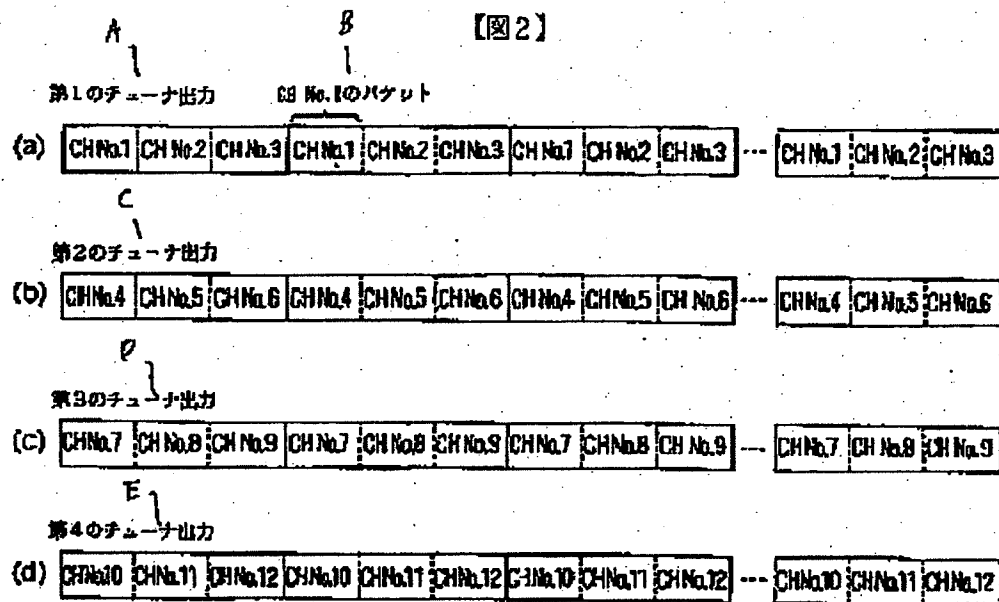 【図2】
A B
第1のチューナ出力 CH No.1のパケット
(a) CH No.1 CH No.2 CH No.3 CH No.1 CH No.2 CH No.3 CH No.1 CH No.2 CH No.3 --- CH No.1 CH No.2 CH No.3
C
第2のチューナ出力
(b) CH No.4 CH No.5 CH No.6 CH No.4 CH No.5 CH No.6 CH No.4 CH No.5 CH No.6 --- CH No.4 CH No.5 CH No.6
D
第3のチューナ出力
(c) CH No.7 CH No.8 CH No.9 CH No.7 CH No.8 CH No.9 CH No.7 CH No.8 CH No.9 --- CH No.7 CH No.8 CH No.9
E
第4のチューナ出力
(d) CH No.10 CH No.11 CH No.12 CH No.10 CH No.11 CH No.12 CH No.10 CH No.11 CH No.12 --- CH No.10 CH No.11 CH No.12